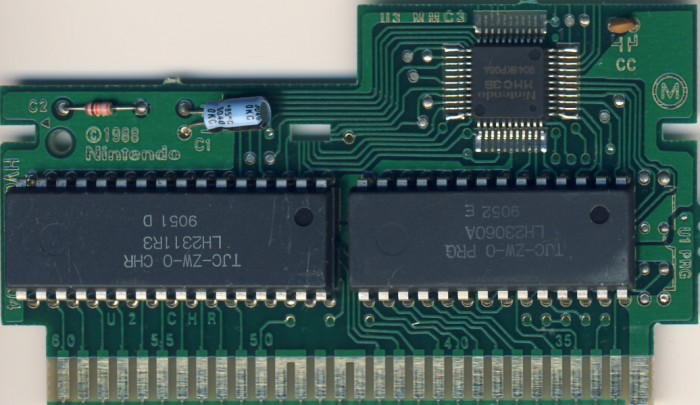 U3 MMC3
Nintendo
MMC3B
CC
M
C2
©1988
Nintendo
C1
TJC-ZW-0 CHR
LH2311R3
9051 D
TJC-ZW-0 PRG
LH23060A
9052 E
U1 PRG
U2 CHR
60 55 50 40 35